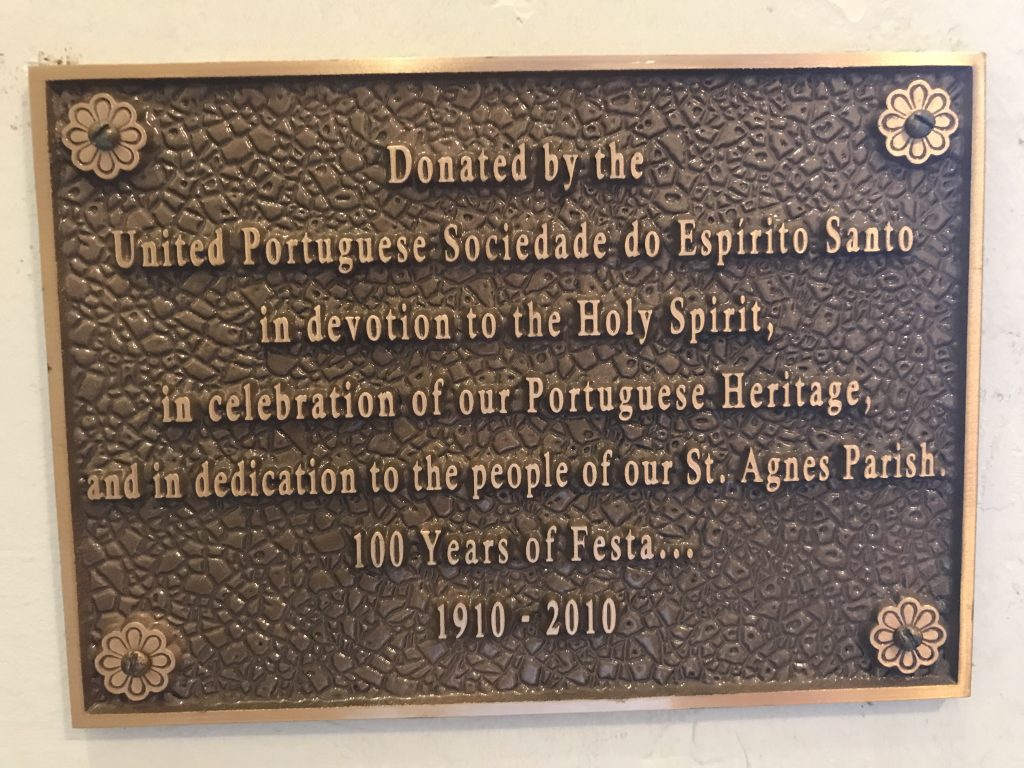 Donated by the
United Portuguese Sociedade do Espírito Santo
in devotion to the Holy Spirit,
in celebration of our Portuguese Heritage,
and in dedication to the people of our St. Agnes Parish.
100 Years of Festa...
1910 - 2010